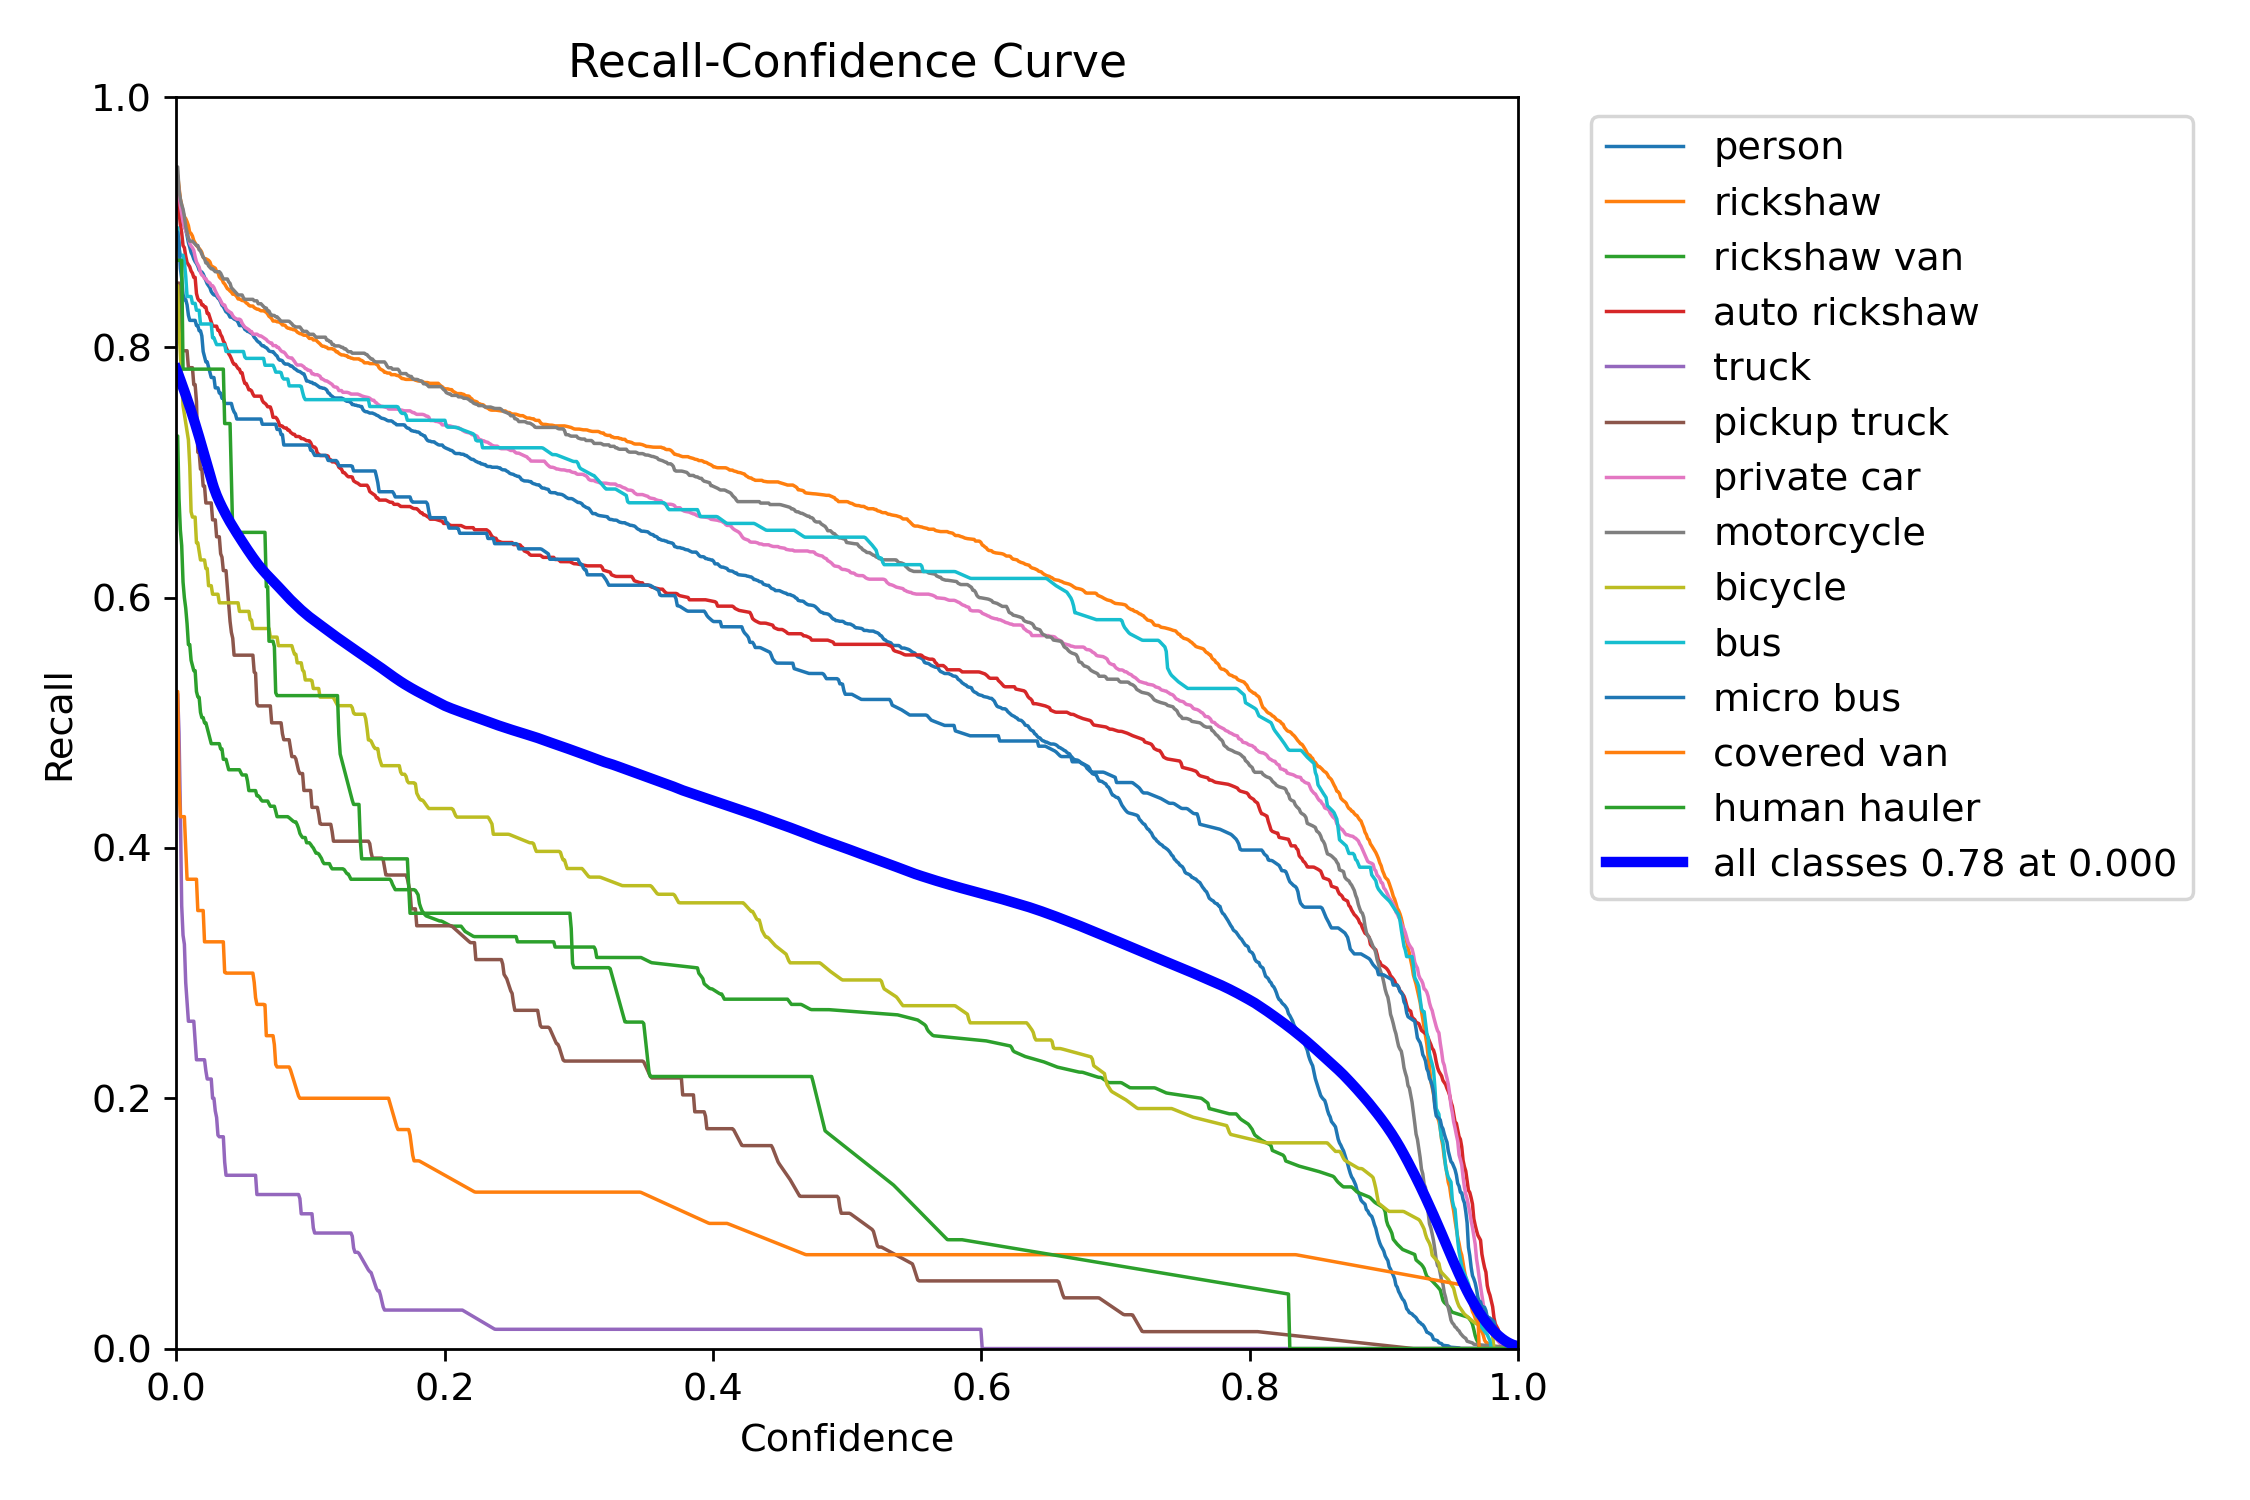 Recall-Confidence Curve
1.0
0.8
0.6
0.4
0.2
0.0
Recall
0.0 0.2 0.4 0.6 0.8 1.0
Confidence
person
rickshaw
rickshaw van
auto rickshaw
truck
pickup truck
private car
motorcycle
bicycle
bus
micro bus
covered van
human hauler
all classes 0.78 at 0.000